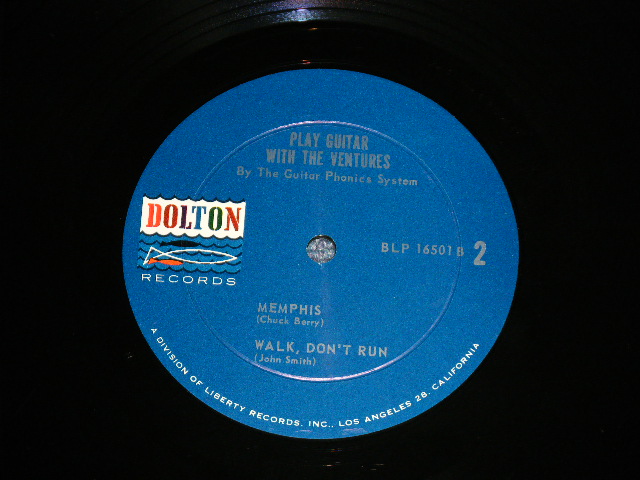 PLAY GUITAR
WITH THE VENTURES
By The Guitar Phonics System
DOLTON
RECORDS
BLP 16501 B 2
MEMPHIS
(Chuck Berry)
WALK, DON'T RUN
(John Smith)
A DIVISION OF LIBERTY RECORDS, INC., LOS ANGELES 28, CALIFORNIA